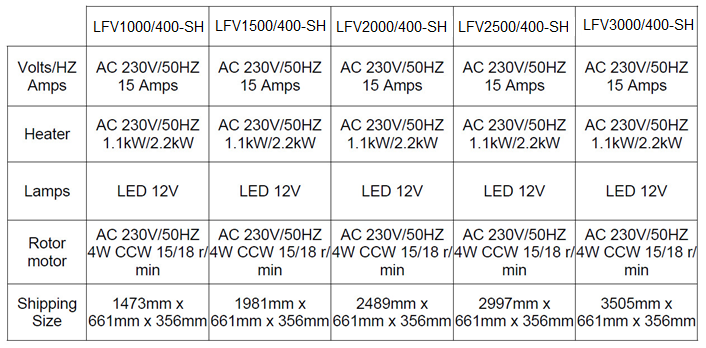 LFV1000/400-SH LFV1500/400-SH LFV2000/400-SH LFV2500/400-SH LFV3000/400-SH
Volts/HZ AC 230V/50HZ AC 230V/50HZ AC 230V/50HZ AC 230V/50HZ AC 230V/50HZ
Amps 15 Amps 15 Amps 15 Amps 15 Amps 15 Amps
Heater AC 230V/50HZ AC 230V/50HZ AC 230V/50HZ AC 230V/50HZ AC 230V/50HZ
1.1kW/2.2kW 1.1kW/2.2kW 1.1kW/2.2kW 1.1kW/2.2kW 1.1kW/2.2kW
Lamps LED 12V LED 12V LED 12V LED 12V LED 12V
Rotor AC 230V/50HZ AC 230V/50HZ AC 230V/50HZ AC 230V/50HZ AC 230V/50HZ
motor 4W CCW 15/18 r/ 4W CCW 15/18 r/ 4W CCW 15/18 r/ 4W CCW 15/18 r/ 4W CCW 15/18 r/
min min min min min
Shipping 1473mm x 1981mm x 2489mm x 2997mm x 3505mm x
Size 661mm x 356mm 661mm x 356mm 661mm x 356mm 661mm x 356mm 661mm x 356mm